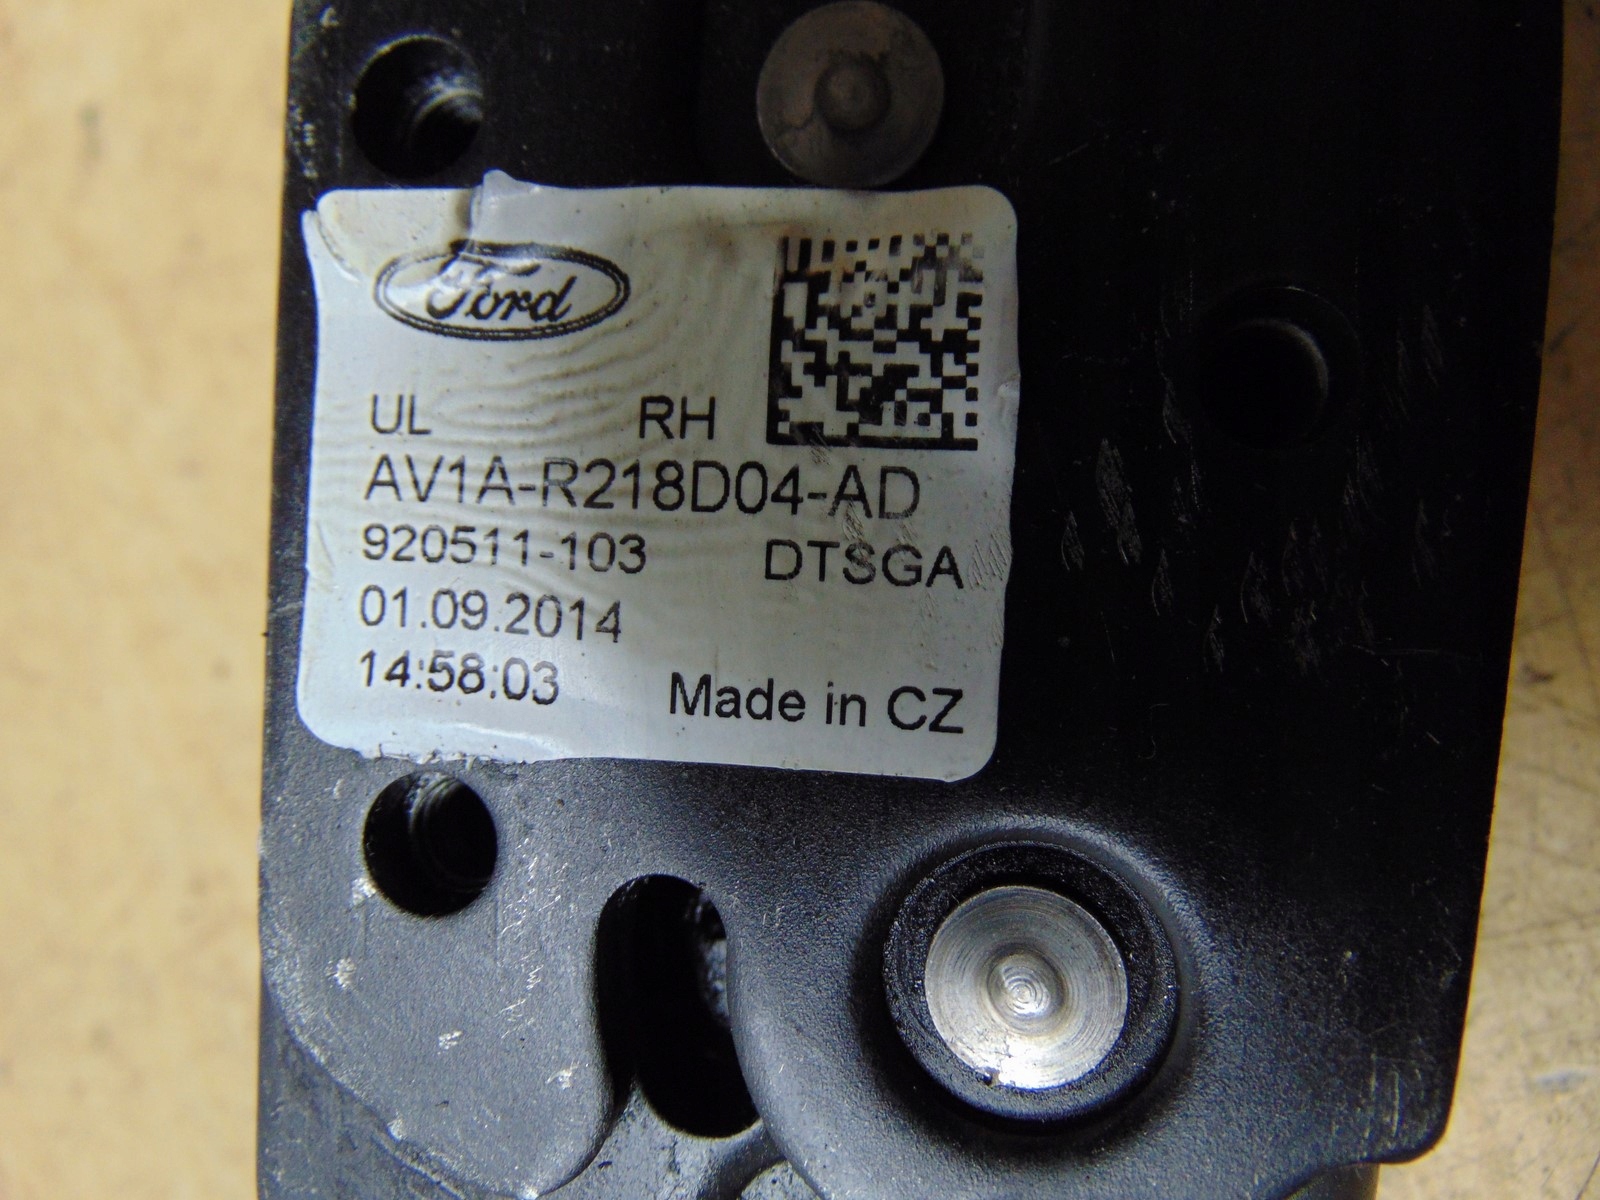 Ford
UL RH
AV1A-R218D04-AD
920511-103 DTSGA
01.09.2014
14:58:03 Made in CZ